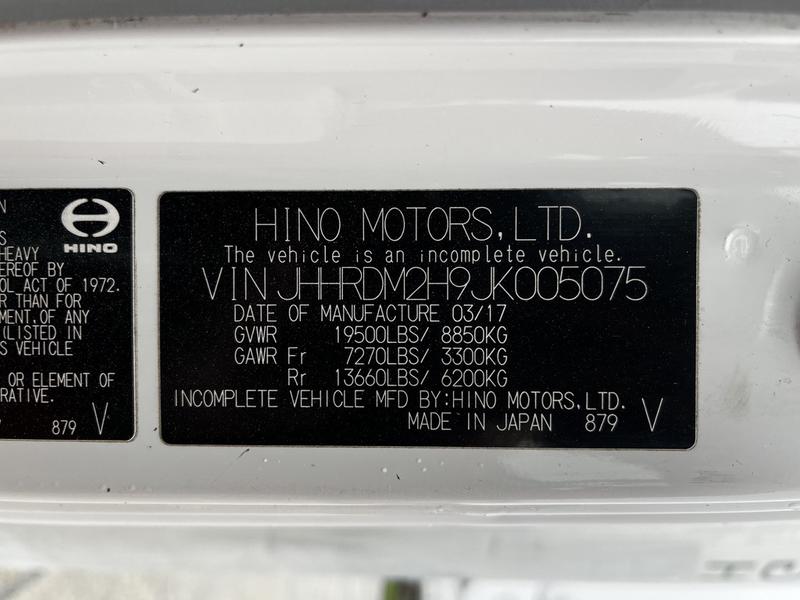 N
HINO
S
HEAVY
EREOF BY
OL ACT OF 1972.
R THAN FOR
MENT,OF ANY
(LISTED IN
S VEHICLE
OR ELEMENT OF
RATIVE.
879 V
HINO MOTORS,LTD.
The vehicle is an incomplete vehicle.
VIN JHHRDM2H9JK005075
DATE OF MANUFACTURE 03/17
GVWR 19500LBS/ 8850KG
GAWR Fr 7270LBS/ 3300KG
Rr 13660LBS/ 6200KG
INCOMPLETE VEHICLE MFD BY:HINO MOTORS,LTD.
MADE IN JAPAN 879 V